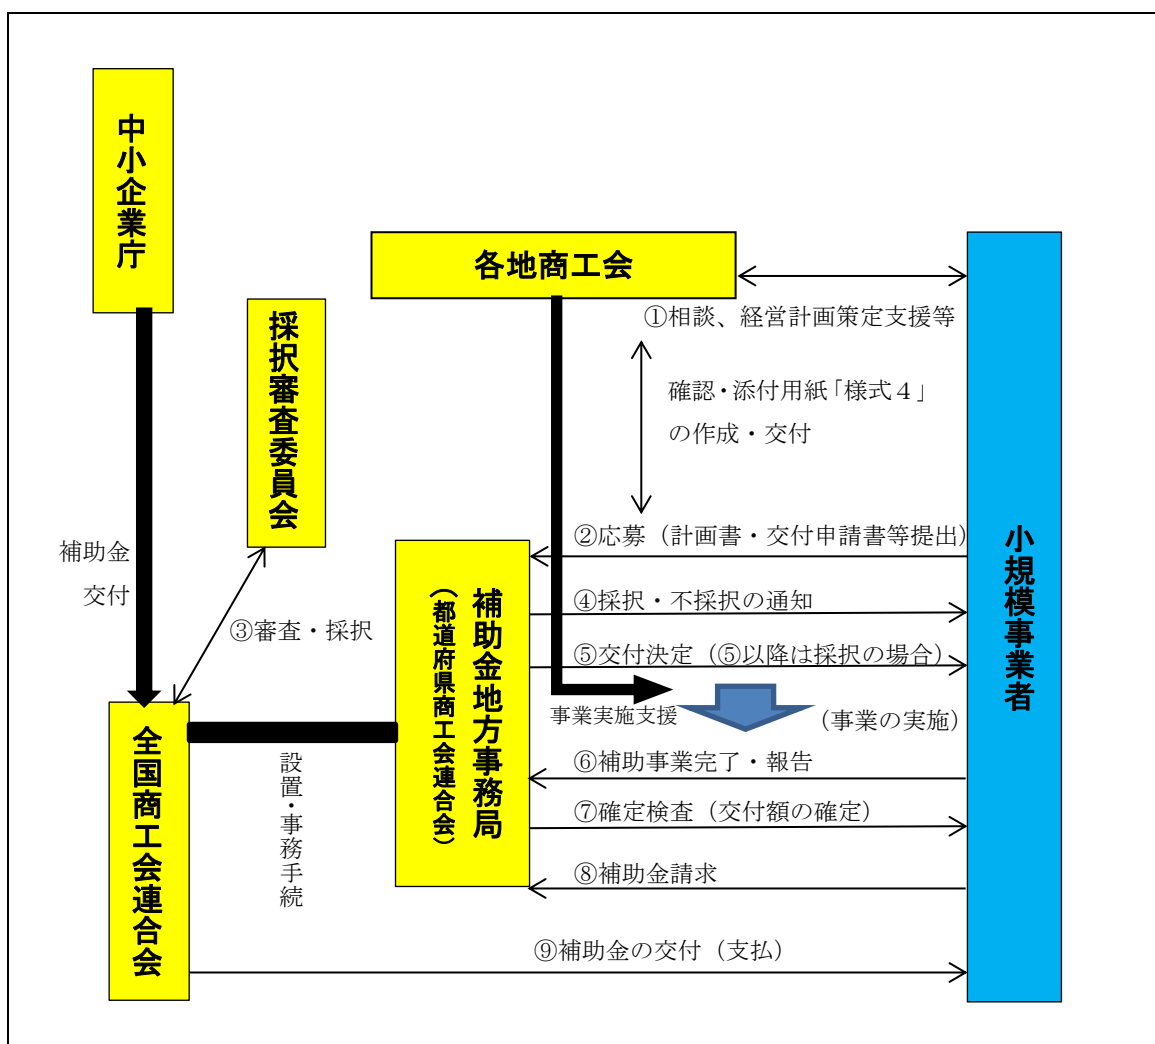 中小企業庁
各地商工会
①相談、経営計画策定支援等
採択審査委員会
確認・添付用紙「様式４」
の作成・交付
補助金
交付
②応募（計画書・交付申請書等提出）
③審査・採択
④採択・不採択の通知
⑤交付決定（⑤以降は採択の場合）
補助金地方事務局
（都道府県商工会連合会）
小規模事業者
事業実施支援
（事業の実施）
全国商工会連合会
設置・事務手続
⑥補助事業完了・報告
⑦確定検査（交付額の確定）
⑧補助金請求
⑨補助金の交付（支払）